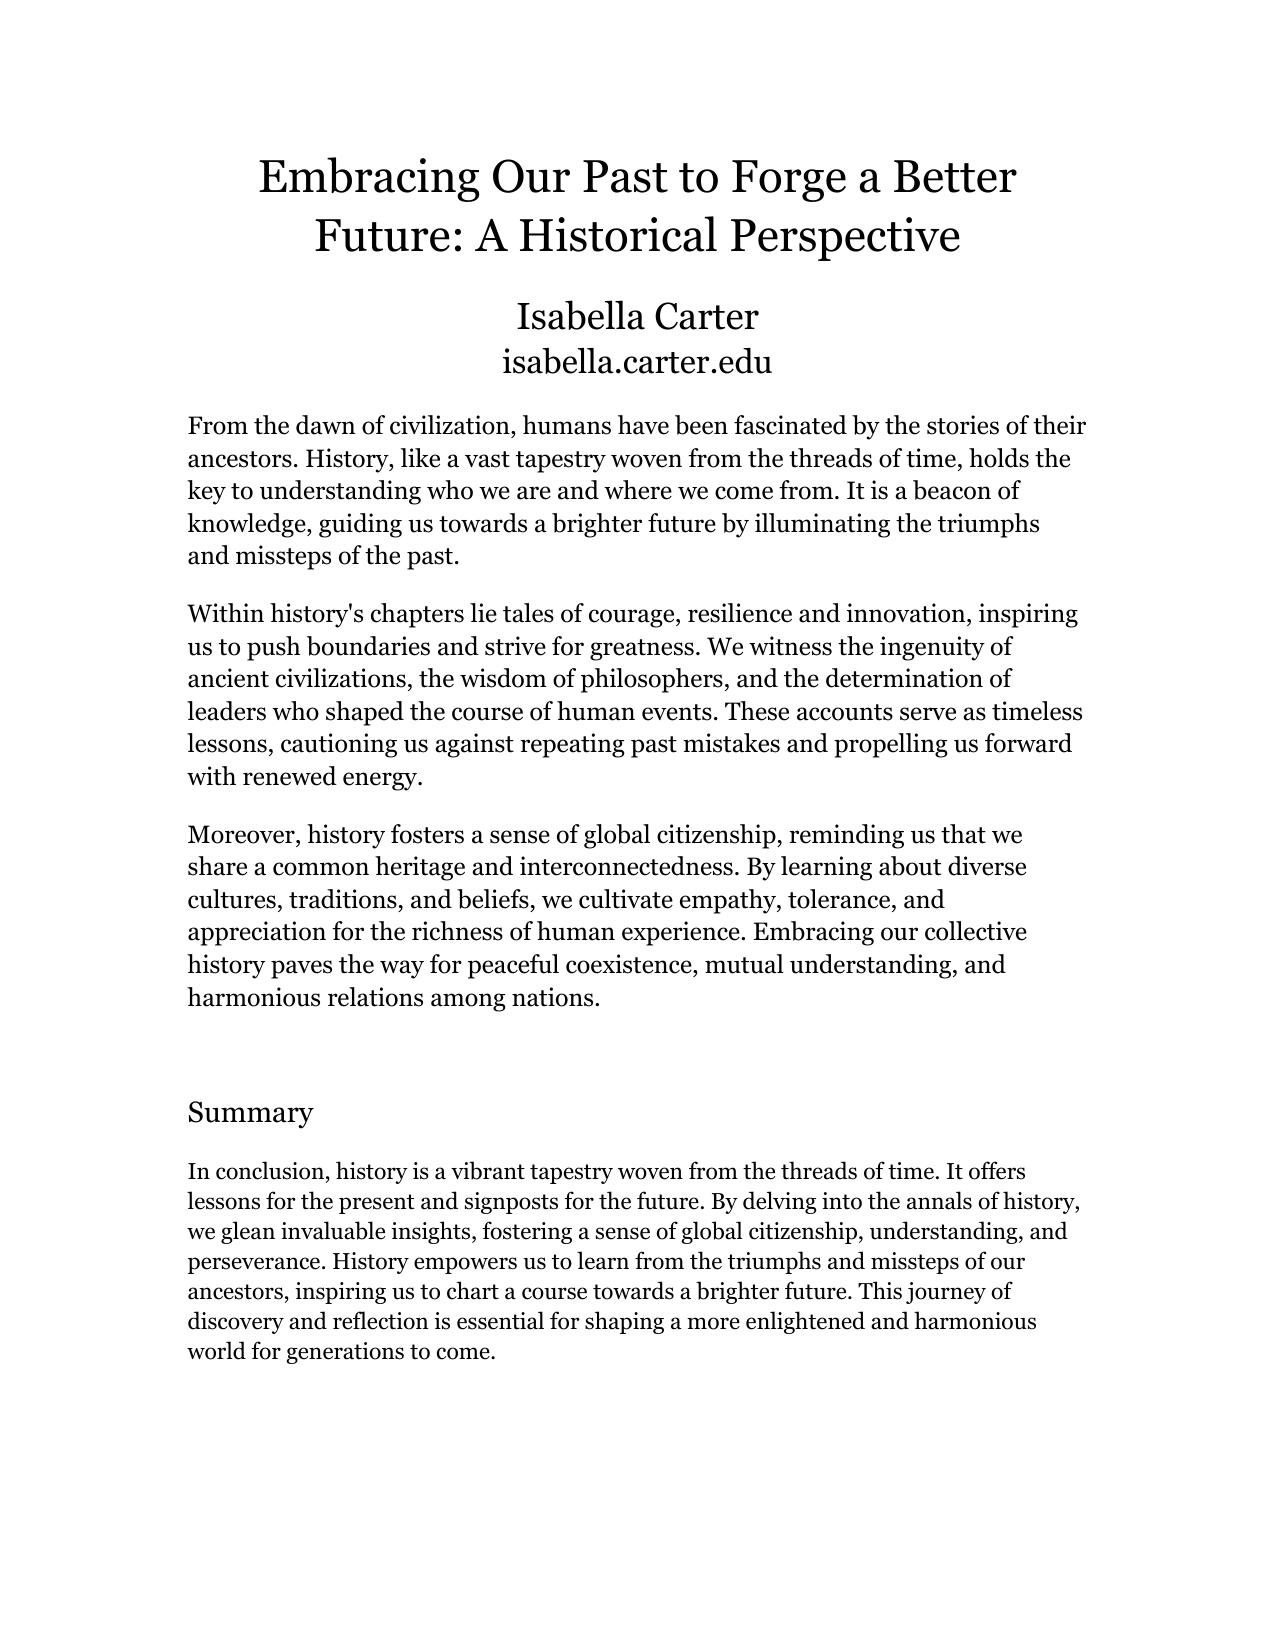 Embracing Our Past to Forge a Better
Future: A Historical Perspective
Isabella Carter
isabella.carter.edu
From the dawn of civilization, humans have been fascinated by the stories of their
ancestors. History, like a vast tapestry woven from the threads of time, holds the
key to understanding who we are and where we come from. It is a beacon of
knowledge, guiding us towards a brighter future by illuminating the triumphs
and missteps of the past.
Within history's chapters lie tales of courage, resilience and innovation, inspiring
us to push boundaries and strive for greatness. We witness the ingenuity of
ancient civilizations, the wisdom of philosophers, and the determination of
leaders who shaped the course of human events. These accounts serve as timeless
lessons, cautioning us against repeating past mistakes and propelling us forward
with renewed energy.
Moreover, history fosters a sense of global citizenship, reminding us that we
share a common heritage and interconnectedness. By learning about diverse
cultures, traditions, and beliefs, we cultivate empathy, tolerance, and
appreciation for the richness of human experience. Embracing our collective
history paves the way for peaceful coexistence, mutual understanding, and
harmonious relations among nations.
Summary
In conclusion, history is a vibrant tapestry woven from the threads of time. It offers
lessons for the present and signposts for the future. By delving into the annals of history,
we glean invaluable insights, fostering a sense of global citizenship, understanding, and
perseverance. History empowers us to learn from the triumphs and missteps of our
ancestors, inspiring us to chart a course towards a brighter future. This journey of
discovery and reflection is essential for shaping a more enlightened and harmonious
world for generations to come.